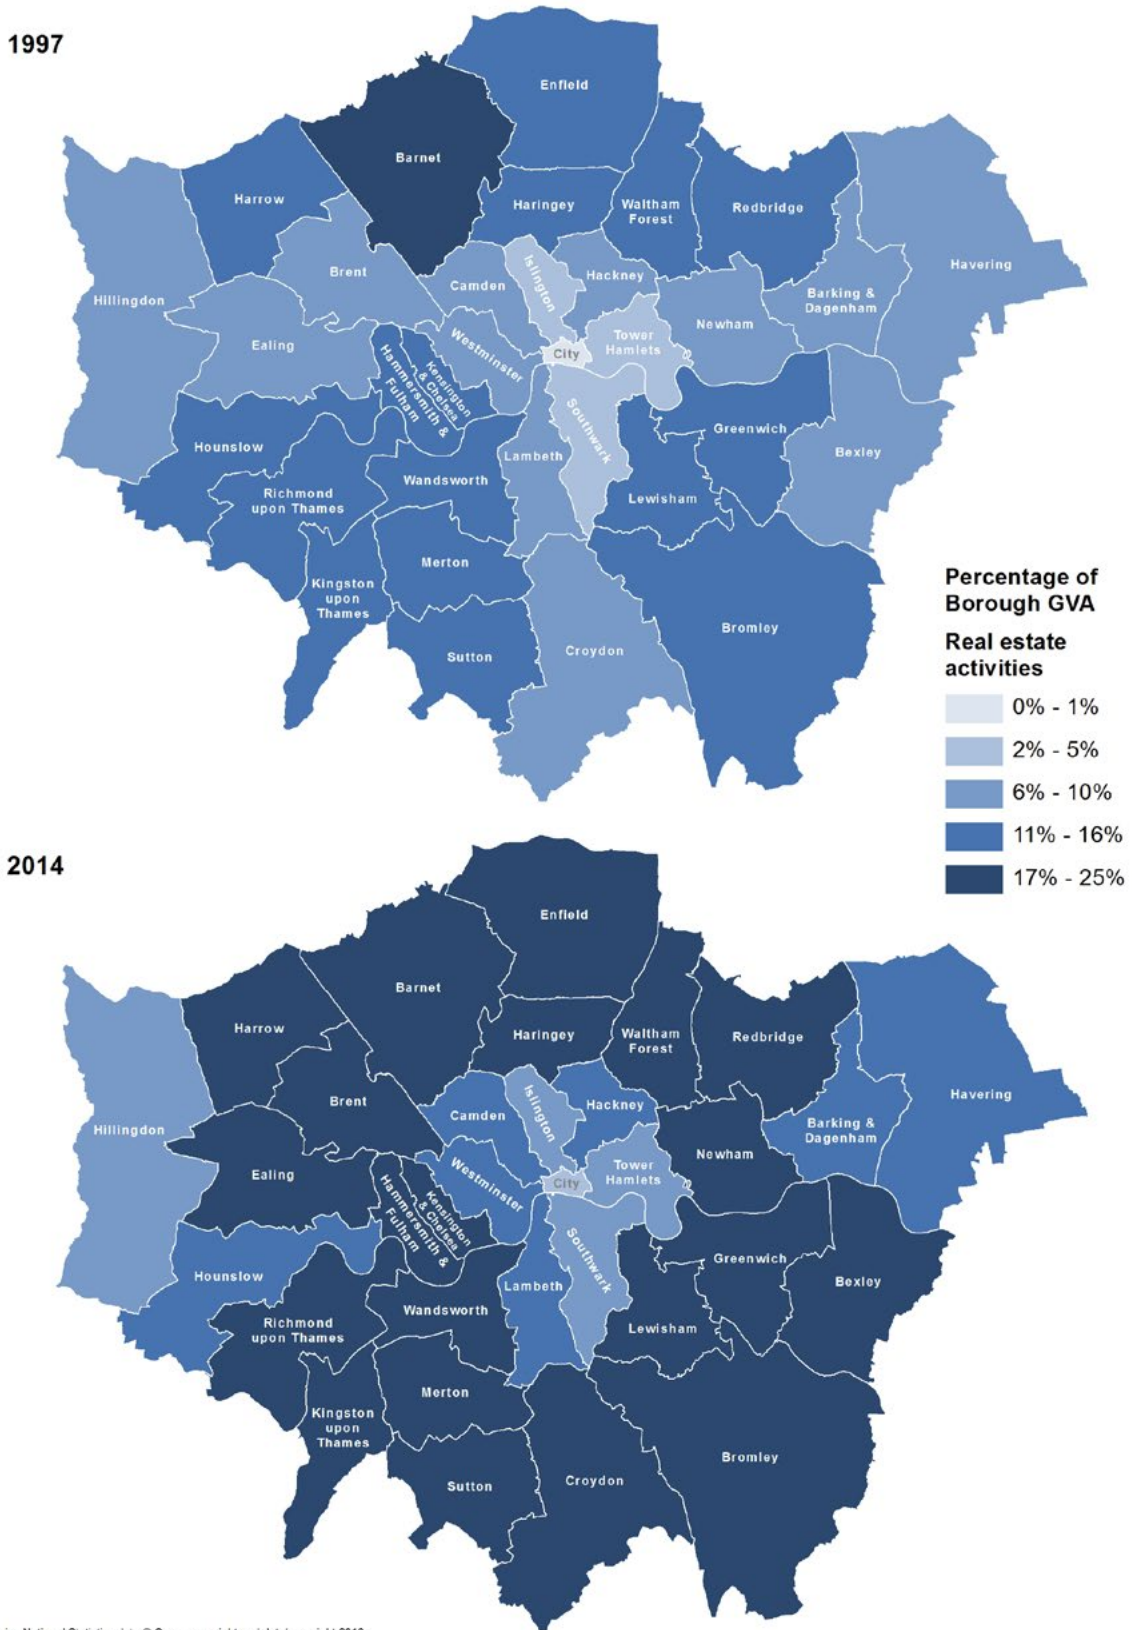 1997
Enfield
Barnet
Harrow
Haringey
Waltham
Forest
Redbridge
Havering
Brent
Camden
Islington
Hackney
Hillingdon
Barking &
Dagenham
Ealing
Westminster
City
Tower
Hamlets
Newham
Hammersmith &
Fulham
Kensington
& Chelsea
Hounslow
Lambeth
Southwark
Greenwich
Bexley
Wandsworth
Richmond
upon Thames
Lewisham
Merton
Kingston
upon
Thames
Sutton
Croydon
Bromley
Percentage of
Borough GVA
Real estate
activities
0% - 1%
2% - 5%
6% - 10%
11% - 16%
17% - 25%
2014
Enfield
Barnet
Harrow
Haringey
Waltham
Forest
Redbridge
Havering
Brent
Camden
Islington
Hackney
Hillingdon
Barking &
Dagenham
Ealing
Westminster
City
Tower
Hamlets
Newham
Hammersmith &
Fulham
Kensington
& Chelsea
Hounslow
Lambeth
Southwark
Greenwich
Bexley
Wandsworth
Richmond
upon Thames
Lewisham
Merton
Kingston
upon
Thames
Sutton
Croydon
Bromley